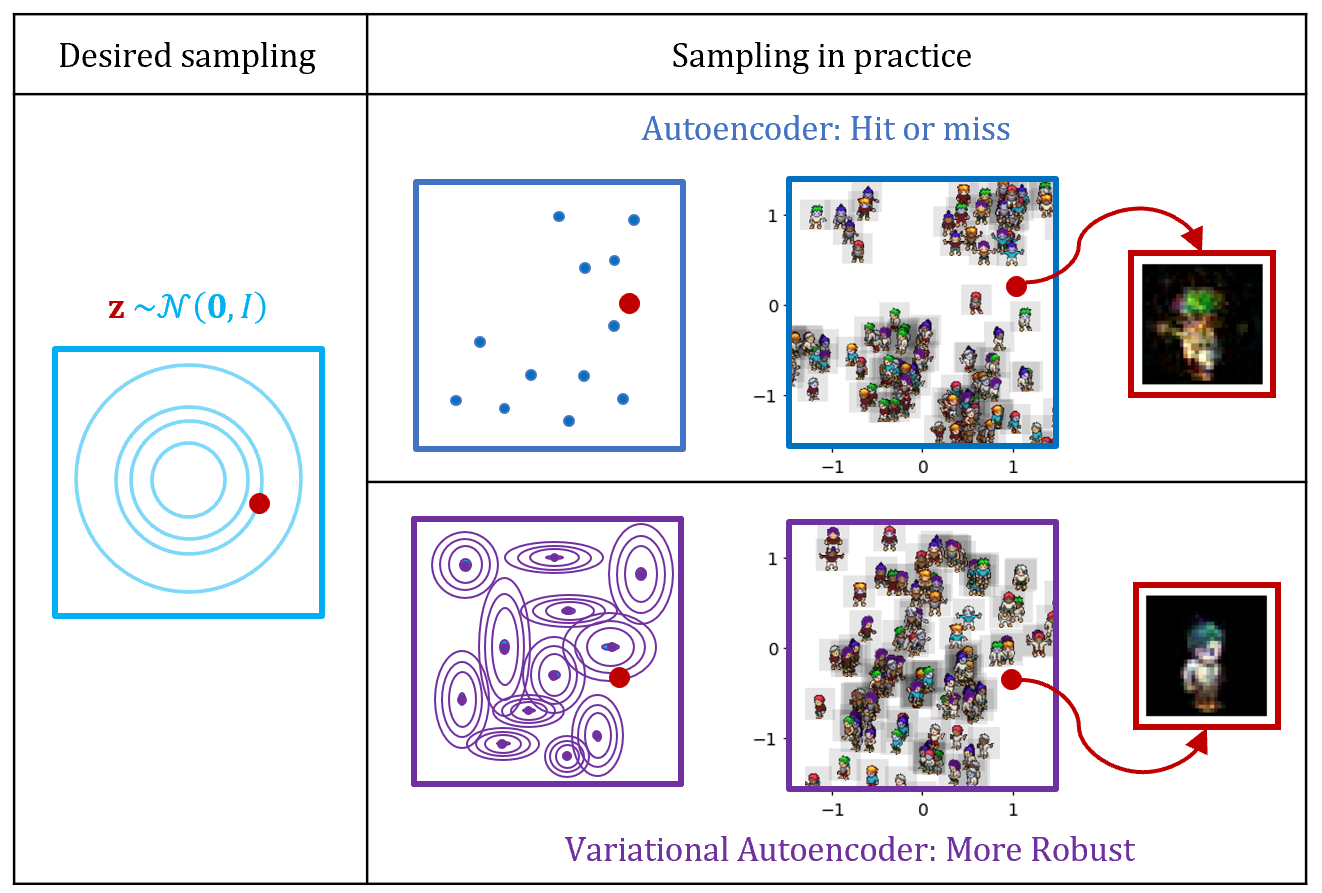 Desired sampling
Sampling in practice
Autoencoder: Hit or miss
z ~𝒩(0, I)
1
0
−1
−1
0
1
1
0
−1
−1
0
1
Variational Autoencoder: More Robust